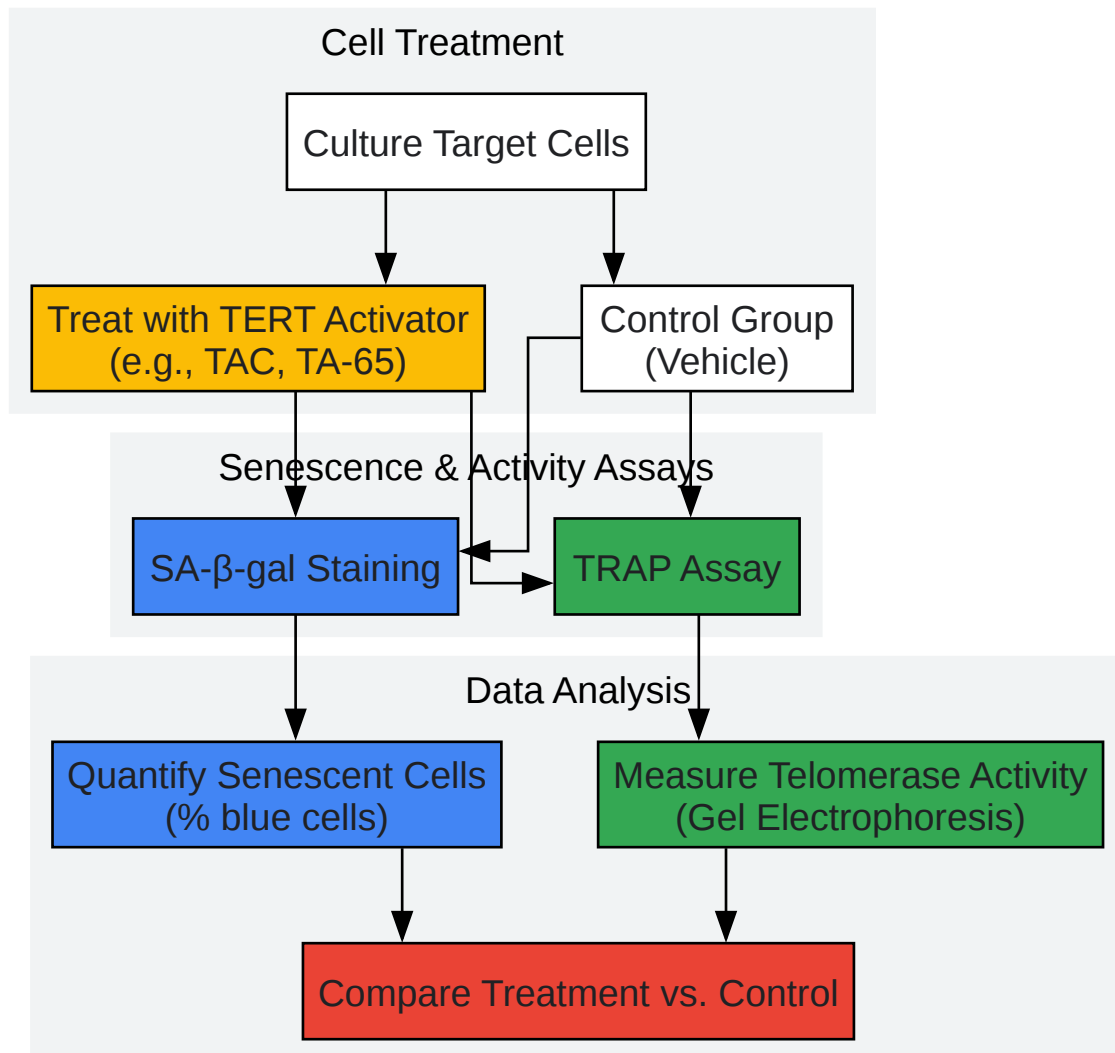 Cell Treatment
Culture Target Cells
Treat with TERT Activator
(e.g., TAC, TA-65)
Control Group
(Vehicle)
Senescence & Activity Assays
SA-β-gal Staining
TRAP Assay
Data Analysis
Quantify Senescent Cells
(% blue cells)
Measure Telomerase Activity
(Gel Electrophoresis)
Compare Treatment vs. Control